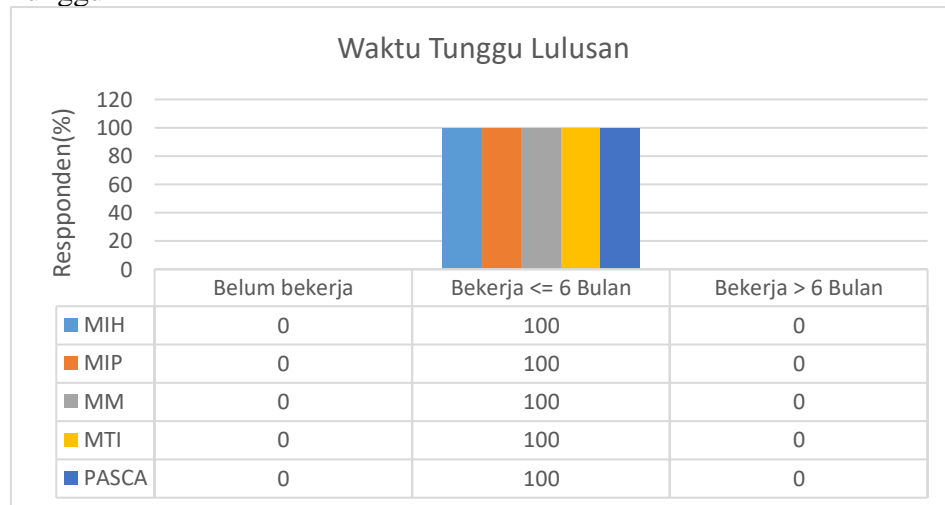 Waktu Tunggu Lulusan
Respponden(%)
120
100
80
60
40
20
0
Belum bekerja Bekerja <= 6 Bulan Bekerja > 6 Bulan
MIH 0 100 0
MIP 0 100 0
MM 0 100 0
MTI 0 100 0
PASCA 0 100 0